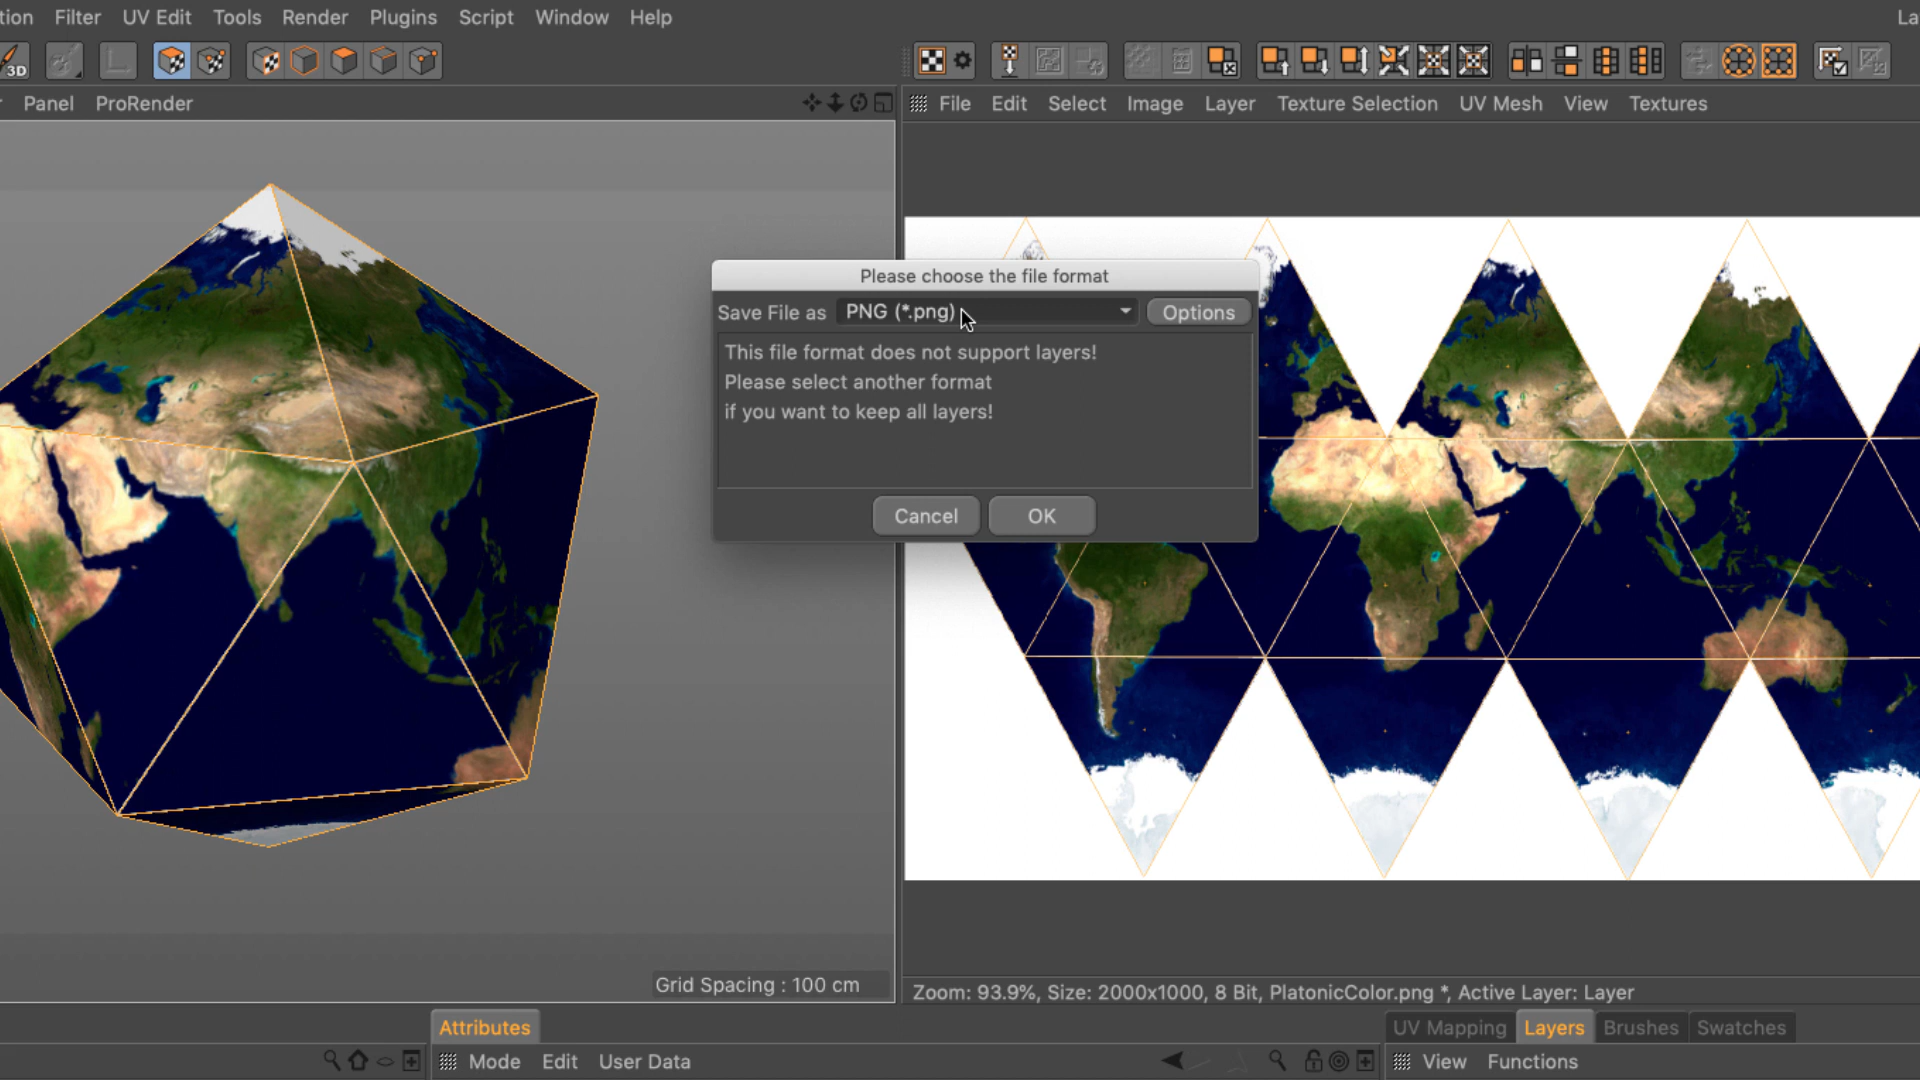 tion Filter UV Edit Tools Render Plugins Script Window Help
La
3D
Panel ProRender
File Edit Select Image Layer Texture Selection UV Mesh View Textures
Please choose the file format
Save File as PNG (*.png) Options
This file format does not support layers!
Please select another format
if you want to keep all layers!
Cancel OK
Grid Spacing : 100 cm
Zoom: 93.9%, Size: 2000x1000, 8 Bit, PlatonicColor.png *, Active Layer: Layer
Attributes
UV Mapping Layers Brushes Swatches
Mode Edit User Data
View Functions